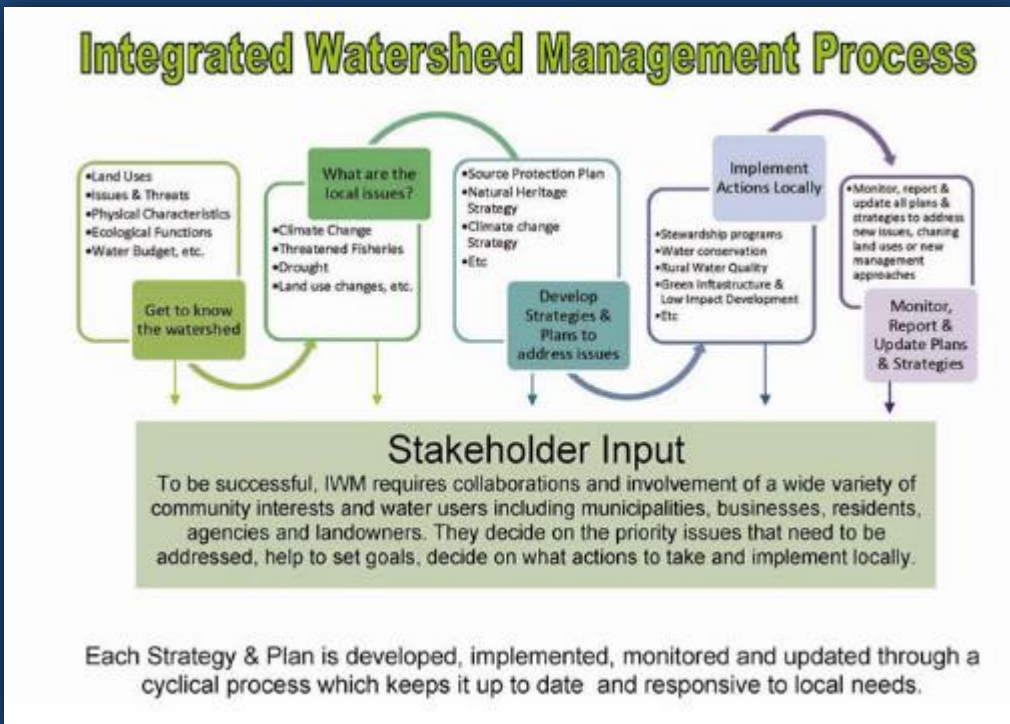 Integrated Watershed Management Process
•Land Uses
•Issues & Threats
•Physical Characteristics
•Ecological Functions
•Water Budget, etc.
Get to know
the watershed
What are the
local issues?
•Climate Change
•Threatened Fisheries
•Drought
•Land use changes, etc.
•Source Protection Plan
•Natural Heritage
Strategy
•Climate change
Strategy
•Etc
Develop
Strategies &
Plans to
address issues
Implement
Actions Locally
•Stewardship programs
•Water conservation
•Rural Water Quality
•Green Inftastructure &
Low Impact Development
•Etc
•Monitor, report &
update all plans &
strategies to address
new issues, chaning
land uses or new
management
approaches
Monitor,
Report &
Update Plans
& Strategies
Stakeholder Input
To be successful, IWM requires collaborations and involvement of a wide variety of
community interests and water users including municipalities, businesses, residents,
agencies and landowners. They decide on the priority issues that need to be
addressed, help to set goals, decide on what actions to take and implement locally.
Each Strategy & Plan is developed, implemented, monitored and updated through a
cyclical process which keeps it up to date and responsive to local needs.